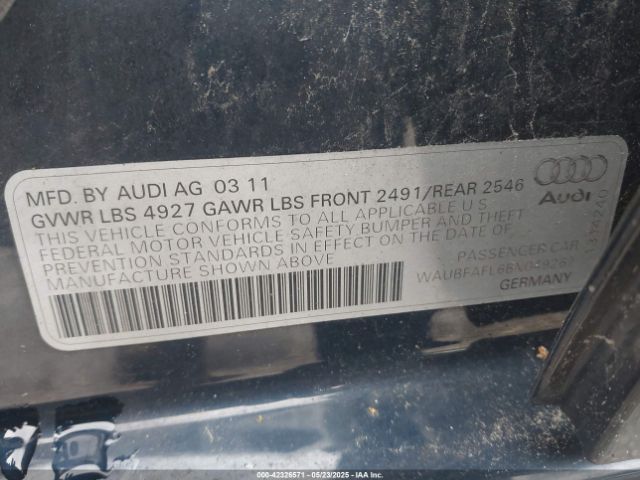 MFD. BY AUDI AG 03 11
GVWR LBS 4927 GAWR LBS FRONT 2491/REAR 2546
THIS VEHICLE CONFORMS TO ALL APPLICABLE U S
FEDERAL MOTOR VEHICLE SAFETY BUMPER AND THEFT
PREVENTION STANDARDS IN EFFECT ON THE DATE OF
MANUFACTURE SHOWN ABOVE
Audi
PASSENGER CAR
GERMANY
000-42326571 - 05/23/2025 - IAA Inc.